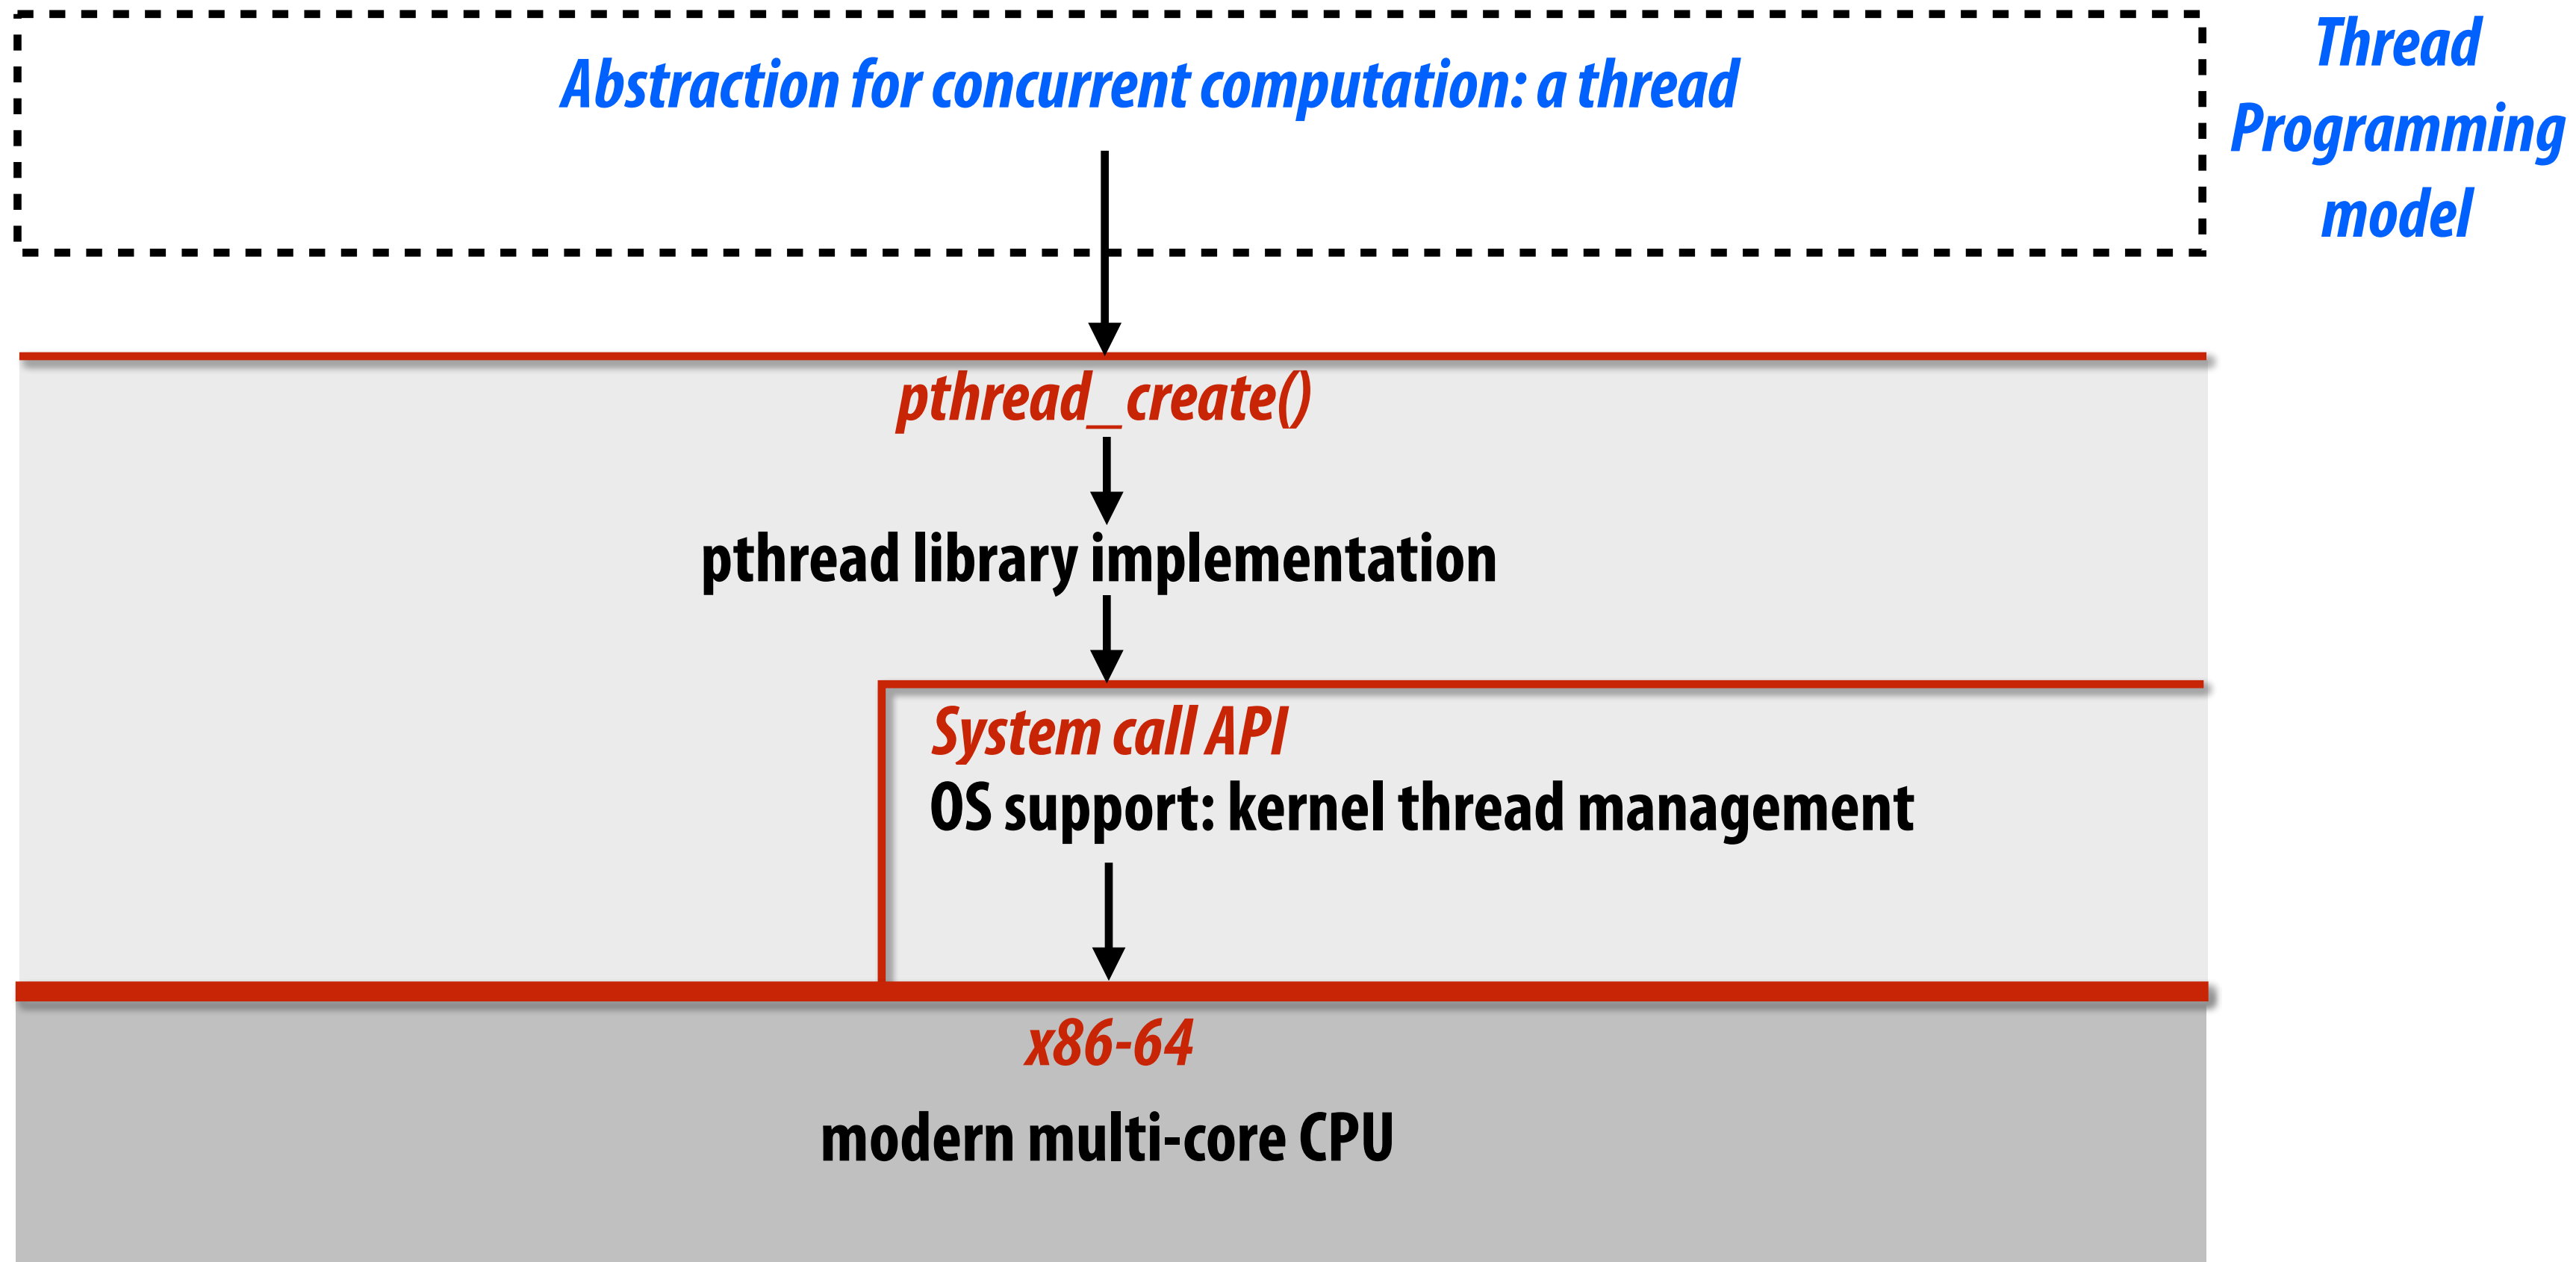 Abstraction for concurrent computation: a thread
Thread
Programming
model
pthread_create()
pthread library implementation
System call API
OS support: kernel thread management
x86-64
modern multi-core CPU